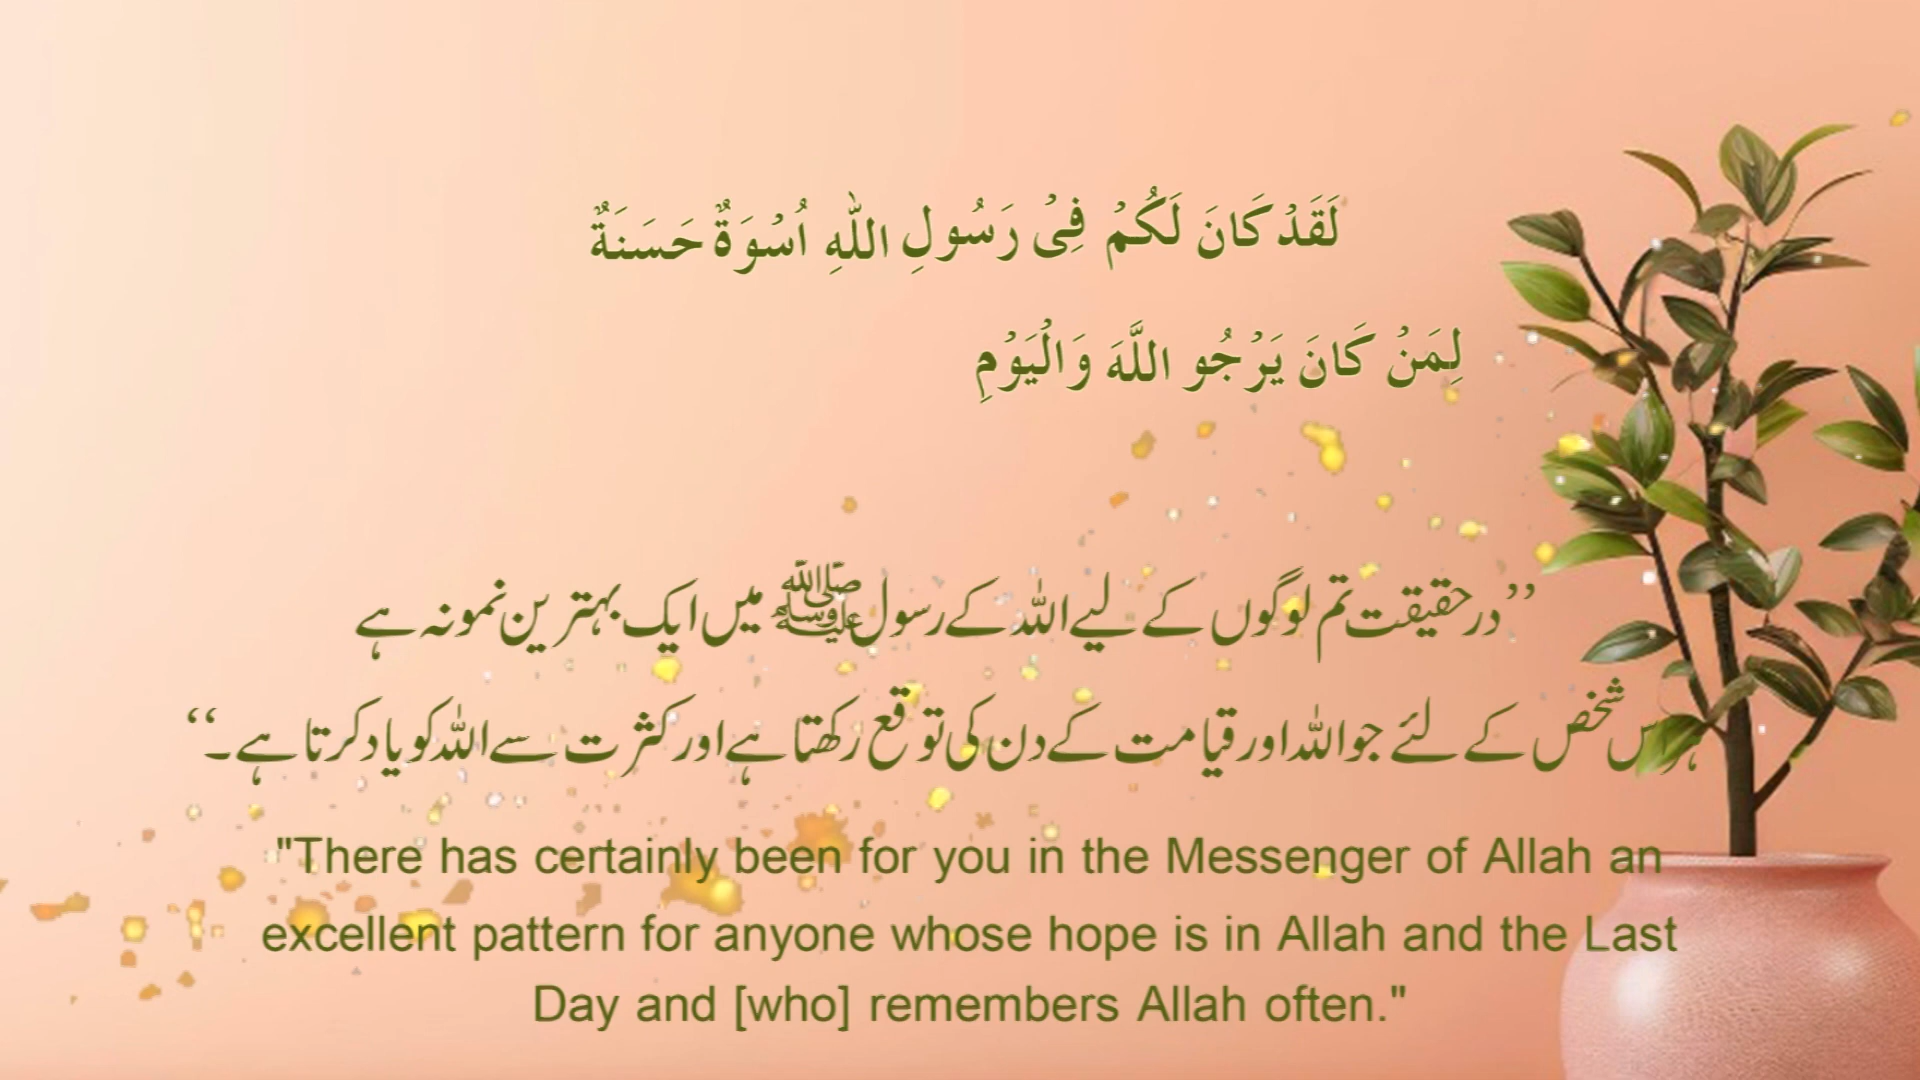 لَقَدۡ كَانَ لَكُمۡ فِىۡ رَسُولِ اللّٰهِ اُسۡوَةٌ حَسَنَةٌ
لِمَنۡ كَانَ يَرۡجُو اللَّهَ وَالۡيَوۡمِ
’’درحقیقت تم لوگوں کے لیے اللہ کے رسول ﷺ میں ایک بہترین نمونہ ہے
ہر اس شخص کے لئے جو اللہ اور قیامت کے دن کی توقع رکھتا ہے اور کثرت سے اللہ کو یاد کرتا ہے۔‘‘
"There has certainly been for you in the Messenger of Allah an
excellent pattern for anyone whose hope is in Allah and the Last
Day and [who] remembers Allah often."